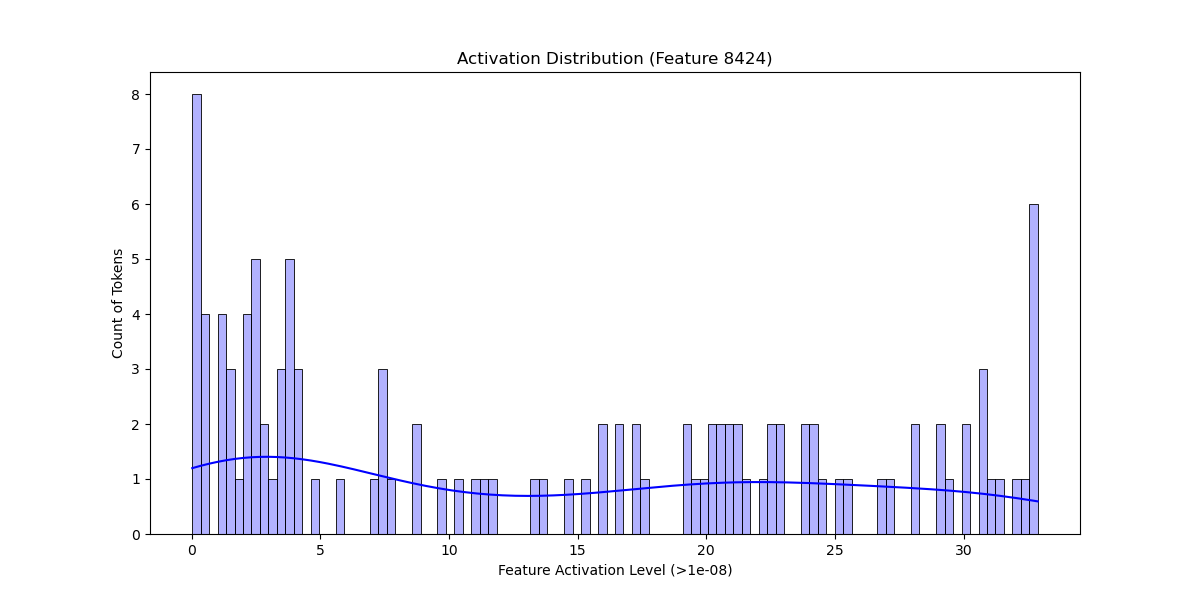 Activation Distribution (Feature 8424)
Count of Tokens
8
7
6
5
4
3
2
1
0
0 5 10 15 20 25 30
Feature Activation Level (>1e-08)